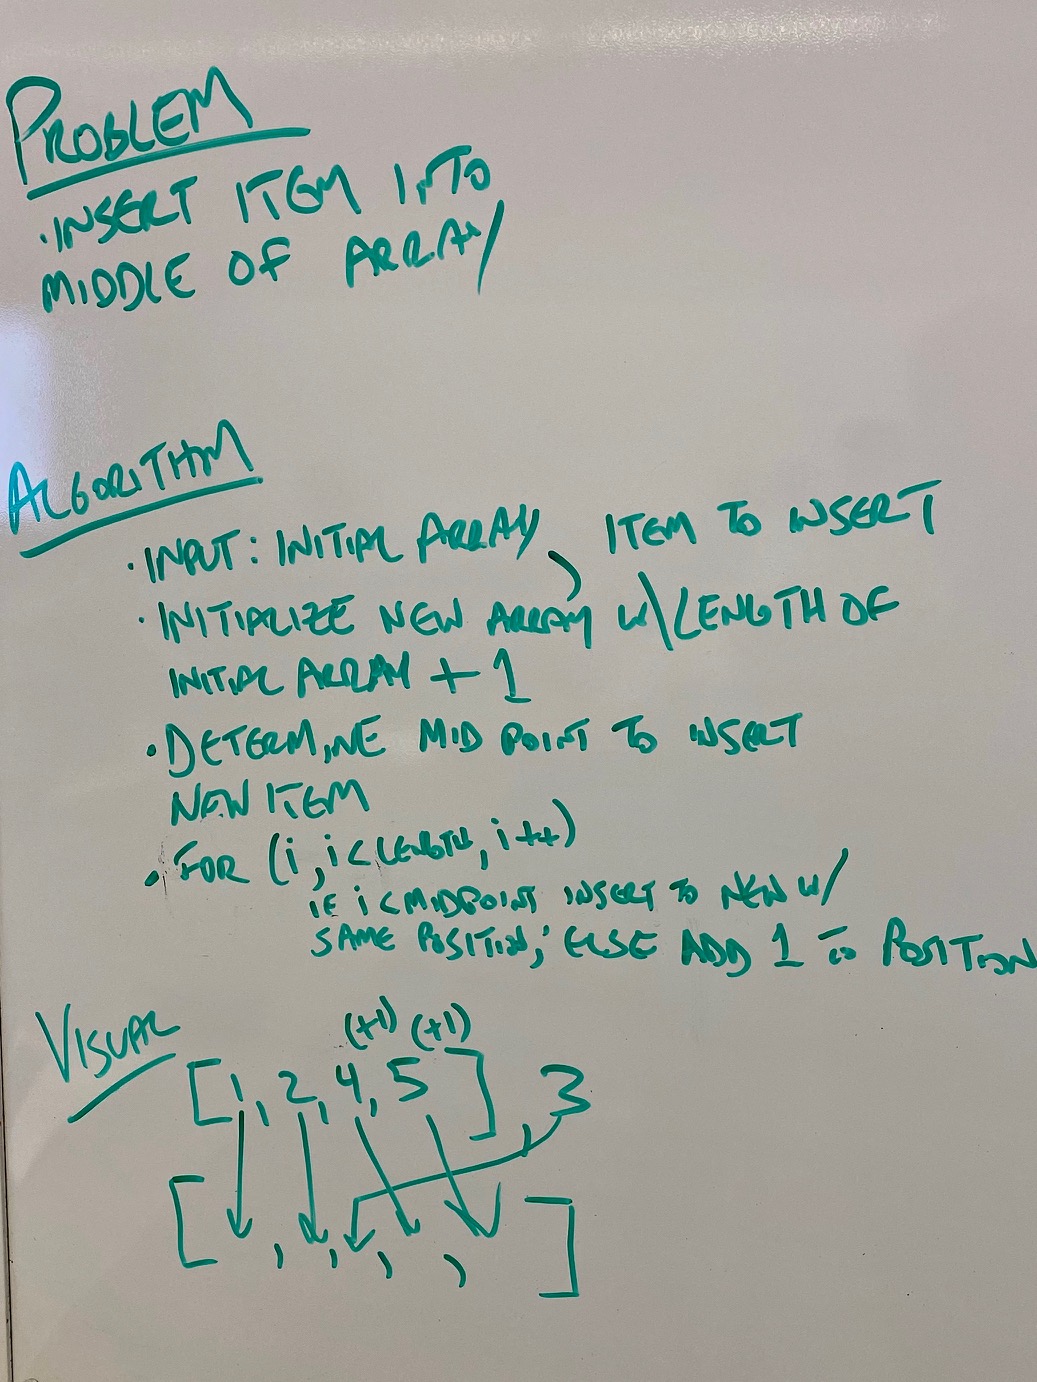 PROBLEM
· INSERT ITEM INTO
MIDDLE OF ARRAY
ALGORITHM
· INPUT: INITIAL ARRAY, ITEM TO INSERT
· INITIALIZE NEW ARRAY W\ LENGTH OF
INITIAL ARRAY + 1
· DETERMINE MID POINT TO INSERT
NEW ITEM
· FOR (i, i < LENGTH, i++)
IF i < MIDPOINT INSERT TO NEW W/
SAME POSITION; ELSE ADD 1 TO POSITION
VISUAL
(+1) (+1)
[1, 2, 4, 5] , 3
[ , , , , ]